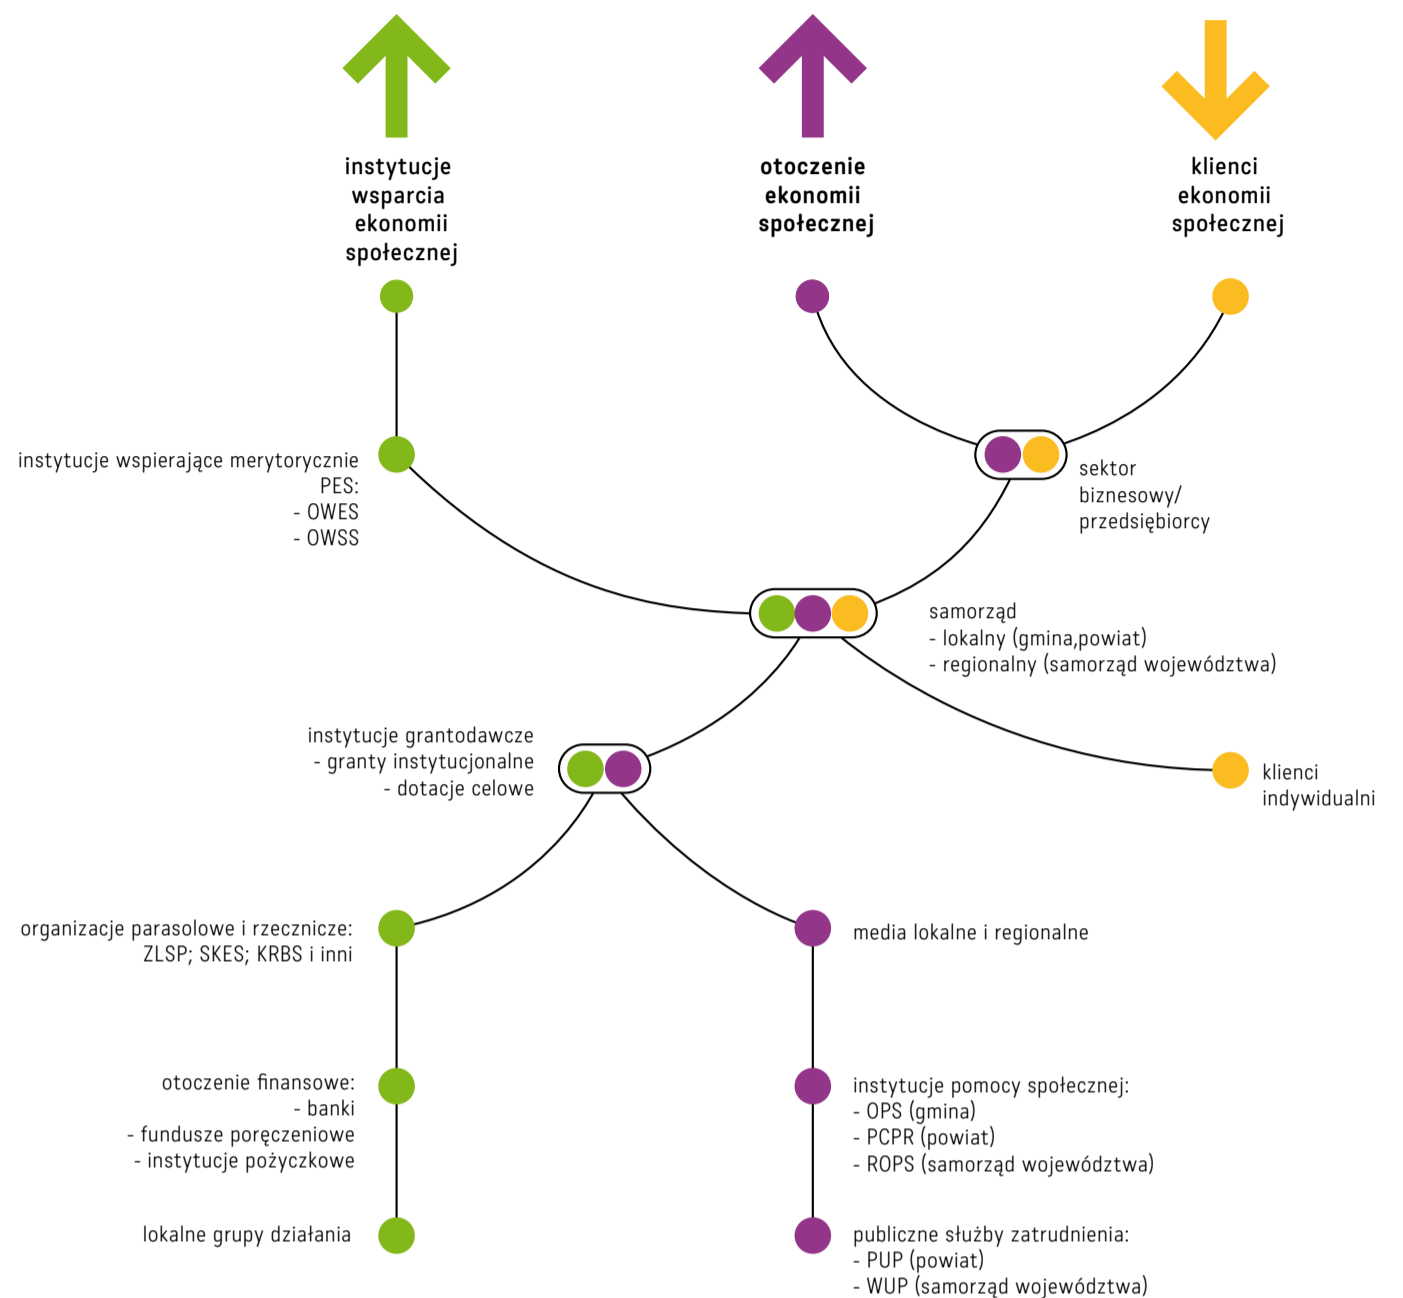 instytucje
wsparcia
ekonomii
społecznej
otoczenie
ekonomii
społecznej
klienci
ekonomii
społecznej
instytucje wspierające merytorycznie
PES:
- OWES
- OWSS
sektor
biznesowy/
przedsiębiorcy
samorząd
- lokalny (gmina,powiat)
- regionalny (samorząd województwa)
instytucje grantodawcze
- granty instytucjonalne
- dotacje celowe
klienci
indywidualni
organizacje parasolowe i rzecznicze:
ZLSP; SKES; KRBS i inni
media lokalne i regionalne
otoczenie finansowe:
- banki
- fundusze poręczeniowe
- instytucje pożyczkowe
instytucje pomocy społecznej:
- OPS (gmina)
- PCPR (powiat)
- ROPS (samorząd województwa)
lokalne grupy działania
publiczne służby zatrudnienia:
- PUP (powiat)
- WUP (samorząd województwa)